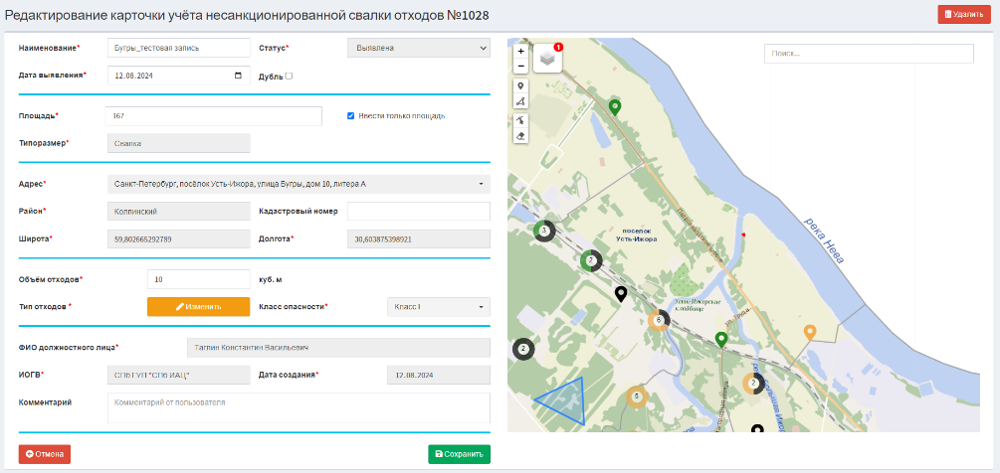 Редактирование карточки учёта несанкционированной свалки отходов №1028
Удалить
Наименование* Бугры_тестовая запись Статус* Выявлена
Дата выявления* 12.08.2024 Дубль
Площадь* 167 Ввести только площадь
Типоразмер* Свалка
Адрес* Санкт-Петербург, посёлок Усть-Ижора, улица Бугры, дом 10, литера А
Район* Колпинский Кадастровый номер
Широта* 59,802665292789 Долгота* 30,603875398921
Объём отходов* 10 куб. м
Тип отходов * Изменить Класс опасности* Класс I
ФИО должностного лица* Таглин Константин Васильевич
ИОГВ* СПб ГУП "СПб ИАЦ" Дата создания* 12.08.2024
Комментарий Комментарий от пользователя
Отмена
Сохранить
+
−
1
Поиск...
река Нева
поселок
Усть-Ижора
3
2
Усть-Ижорское
кладбище
6
2
2
5